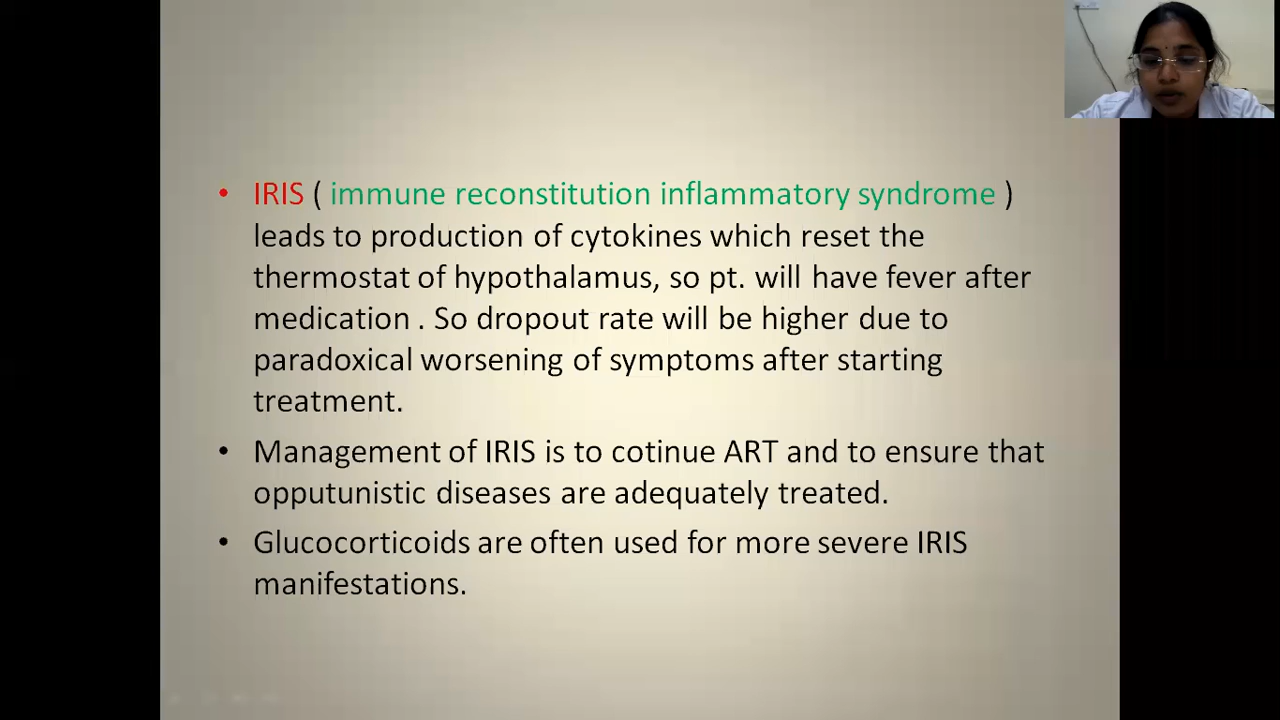 • IRIS ( immune reconstitution inflammatory syndrome )
leads to production of cytokines which reset the
thermostat of hypothalamus, so pt. will have fever after
medication . So dropout rate will be higher due to
paradoxical worsening of symptoms after starting
treatment.
• Management of IRIS is to cotinue ART and to ensure that
opputunistic diseases are adequately treated.
• Glucocorticoids are often used for more severe IRIS
manifestations.